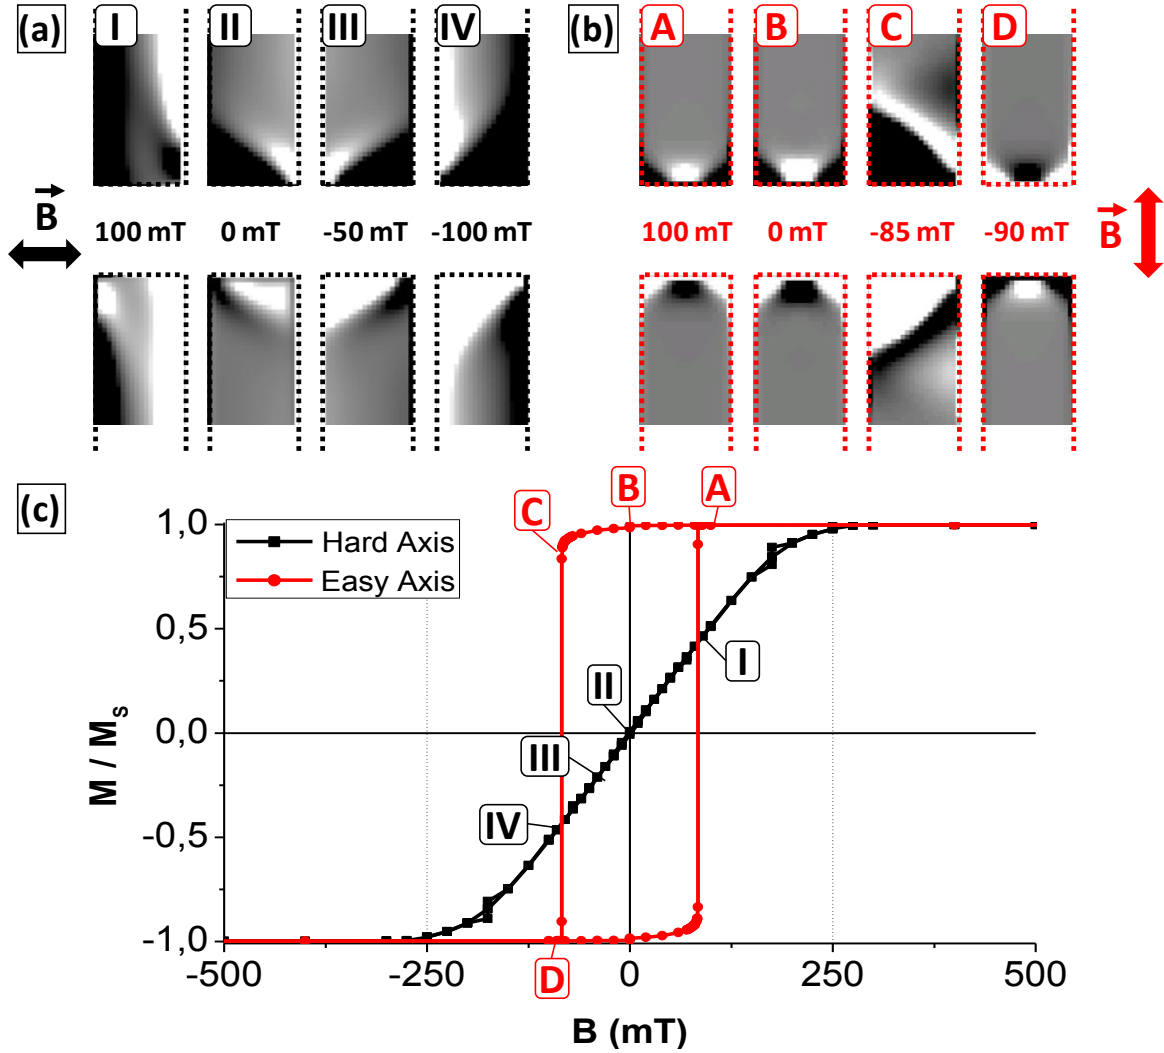 (a) I II III IV (b) A B C D
B 100 mT 0 mT -50 mT -100 mT 100 mT 0 mT -85 mT -90 mT B
(c) B A
C
1,0
Hard Axis
Easy Axis
0,5
I
II
0,0
III
IV
-0,5
-1,0
D
M / Ms
-500 -250 0 250 500
B (mT)